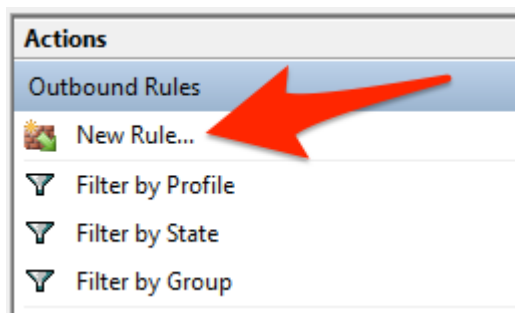 Actions
Outbound Rules
New Rule...
Filter by Profile
Filter by State
Filter by Group